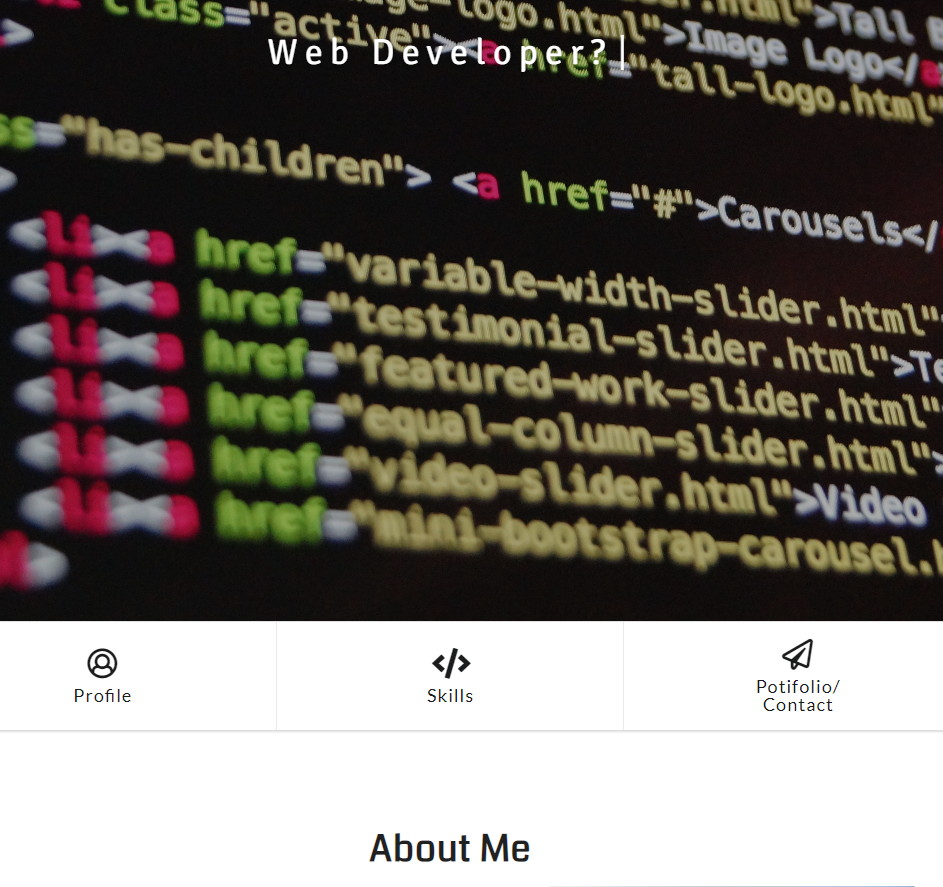 class="active"><a href="tall-logo.html"
-logo.html">Image Logo</a
.html">Tall
Web Developer?|
ss="has-children"> <a href="#">Carousels</
<li><a href="variable-width-slider.html"
<li><a href="testimonial-slider.html">Te
<li><a href="featured-work-slider.html"
<li><a href="equal-column-slider.html"
<li><a href="video-slider.html">Video
<li><a href="mini-bootstrap-carousel.h
Profile
Skills
Potifolio/
Contact
About Me